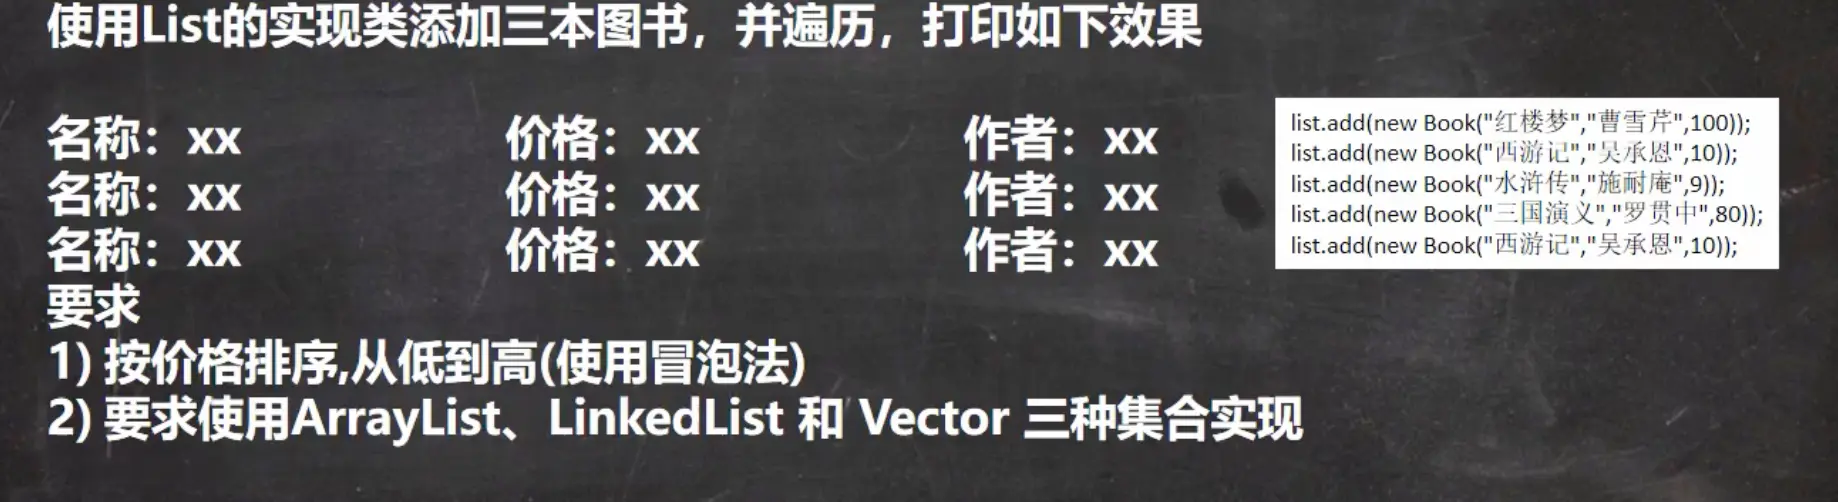 使用List的实现类添加三本图书，并遍历，打印如下效果
名称：xx 价格：xx 作者：xx
名称：xx 价格：xx 作者：xx
名称：xx 价格：xx 作者：xx
要求
1) 按价格排序,从低到高(使用冒泡法)
2) 要求使用ArrayList、LinkedList 和 Vector 三种集合实现
list.add(new Book("红楼梦","曹雪芹",100));
list.add(new Book("西游记","吴承恩",10));
list.add(new Book("水浒传","施耐庵",9));
list.add(new Book("三国演义","罗贯中",80));
list.add(new Book("西游记","吴承恩",10));